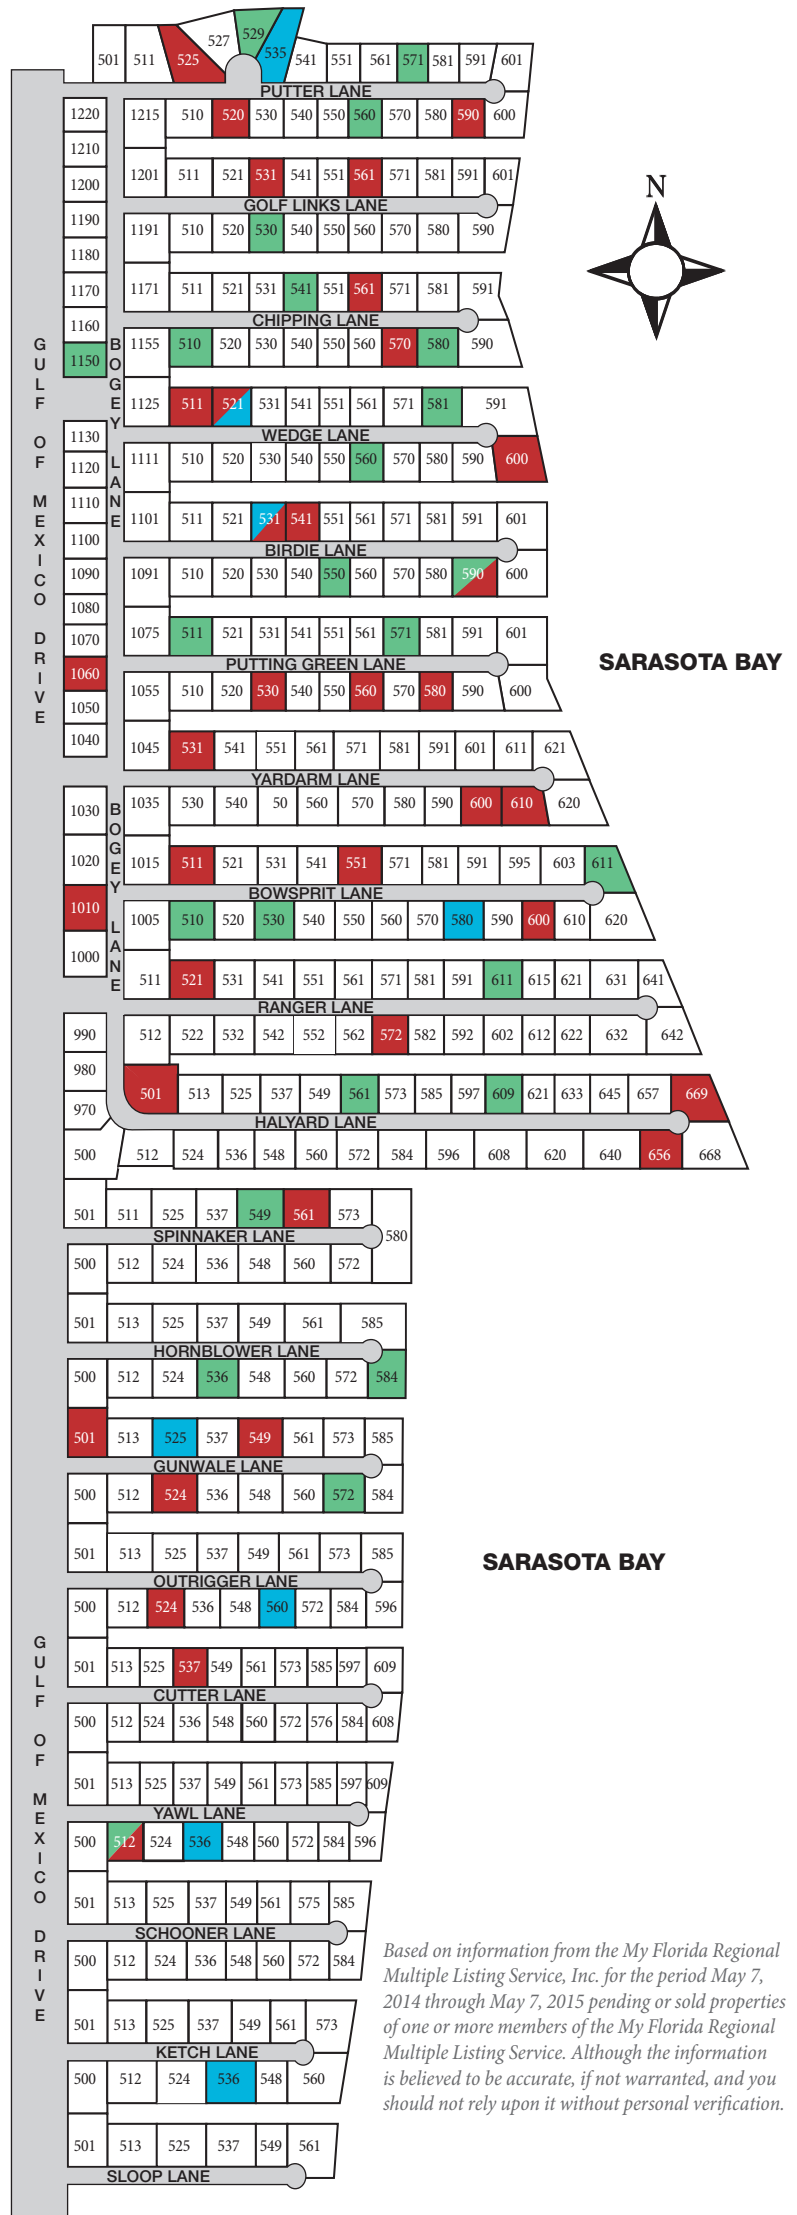 501 511 525 527 529 535 541 551 561 571 581 591 601
PUTTER LANE
1220 1215 510 520 530 540 550 560 570 580 590 600
1210
1200 1201 511 521 531 541 551 561 571 581 591 601
GOLF LINKS LANE
1190 1191 510 520 530 540 550 560 570 580 590
1180
1170 1171 511 521 531 541 551 561 571 581 591
CHIPPING LANE
1160
1150 1155 510 520 530 540 550 560 570 580 590
1125 511 521 531 541 551 561 571 581 591
WEDGE LANE
1130
1120 1111 510 520 530 540 550 560 570 580 590 600
1110
1100 1101 511 521 531 541 551 561 571 581 591 601
BIRDIE LANE
1090 1091 510 520 530 540 550 560 570 580 590 600
1080
1070 1075 511 521 531 541 551 561 571 581 591 601
PUTTING GREEN LANE
1060
1050 1055 510 520 530 540 550 560 570 580 590 600
1040 1045 531 541 551 561 571 581 591 601 611 621
YARDARM LANE
1030 1035 530 540 50 560 570 580 590 600 610 620
1020 1015 511 521 531 541 551 571 581 591 595 603 611
BOWSPRIT LANE
1010 1005 510 520 530 540 550 560 570 580 590 600 610 620
1000 511 521 531 541 551 561 571 581 591 611 615 621 631 641
RANGER LANE
990 512 522 532 542 552 562 572 582 592 602 612 622 632 642
980
970 501 513 525 537 549 561 573 585 597 609 621 633 645 657 669
HALYARD LANE
500 512 524 536 548 560 572 584 596 608 620 640 656 668
501 511 525 537 549 561 573 580
SPINNAKER LANE
500 512 524 536 548 560 572
501 513 525 537 549 561 585
HORNBLOWER LANE
500 512 524 536 548 560 572 584
501 513 525 537 549 561 573 585
GUNWALE LANE
500 512 524 536 548 560 572 584
501 513 525 537 549 561 573 585
OUTRIGGER LANE
500 512 524 536 548 560 572 584 596
501 513 525 537 549 561 573 585 597 609
CUTTER LANE
500 512 524 536 548 560 572 576 584 608
501 513 525 537 549 561 573 585 597 609
YAWL LANE
500 512 524 536 548 560 572 584 596
501 513 525 537 549 561 575 585
SCHOONER LANE
500 512 524 536 548 560 572 584
501 513 525 537 549 561 573
KETCH LANE
500 512 524 536 548 560
501 513 525 537 549 561
SLOOP LANE
GULF OF MEXICO DRIVE
BOGEY LANE
BOGEY LANE
GULF OF MEXICO DRIVE
N
SARASOTA BAY
SARASOTA BAY
Based on information from the My Florida Regional
Multiple Listing Service, Inc. for the period May 7,
2014 through May 7, 2015 pending or sold properties
of one or more members of the My Florida Regional
Multiple Listing Service. Although the information
is believed to be accurate, if not warranted, and you
should not rely upon it without personal verification.